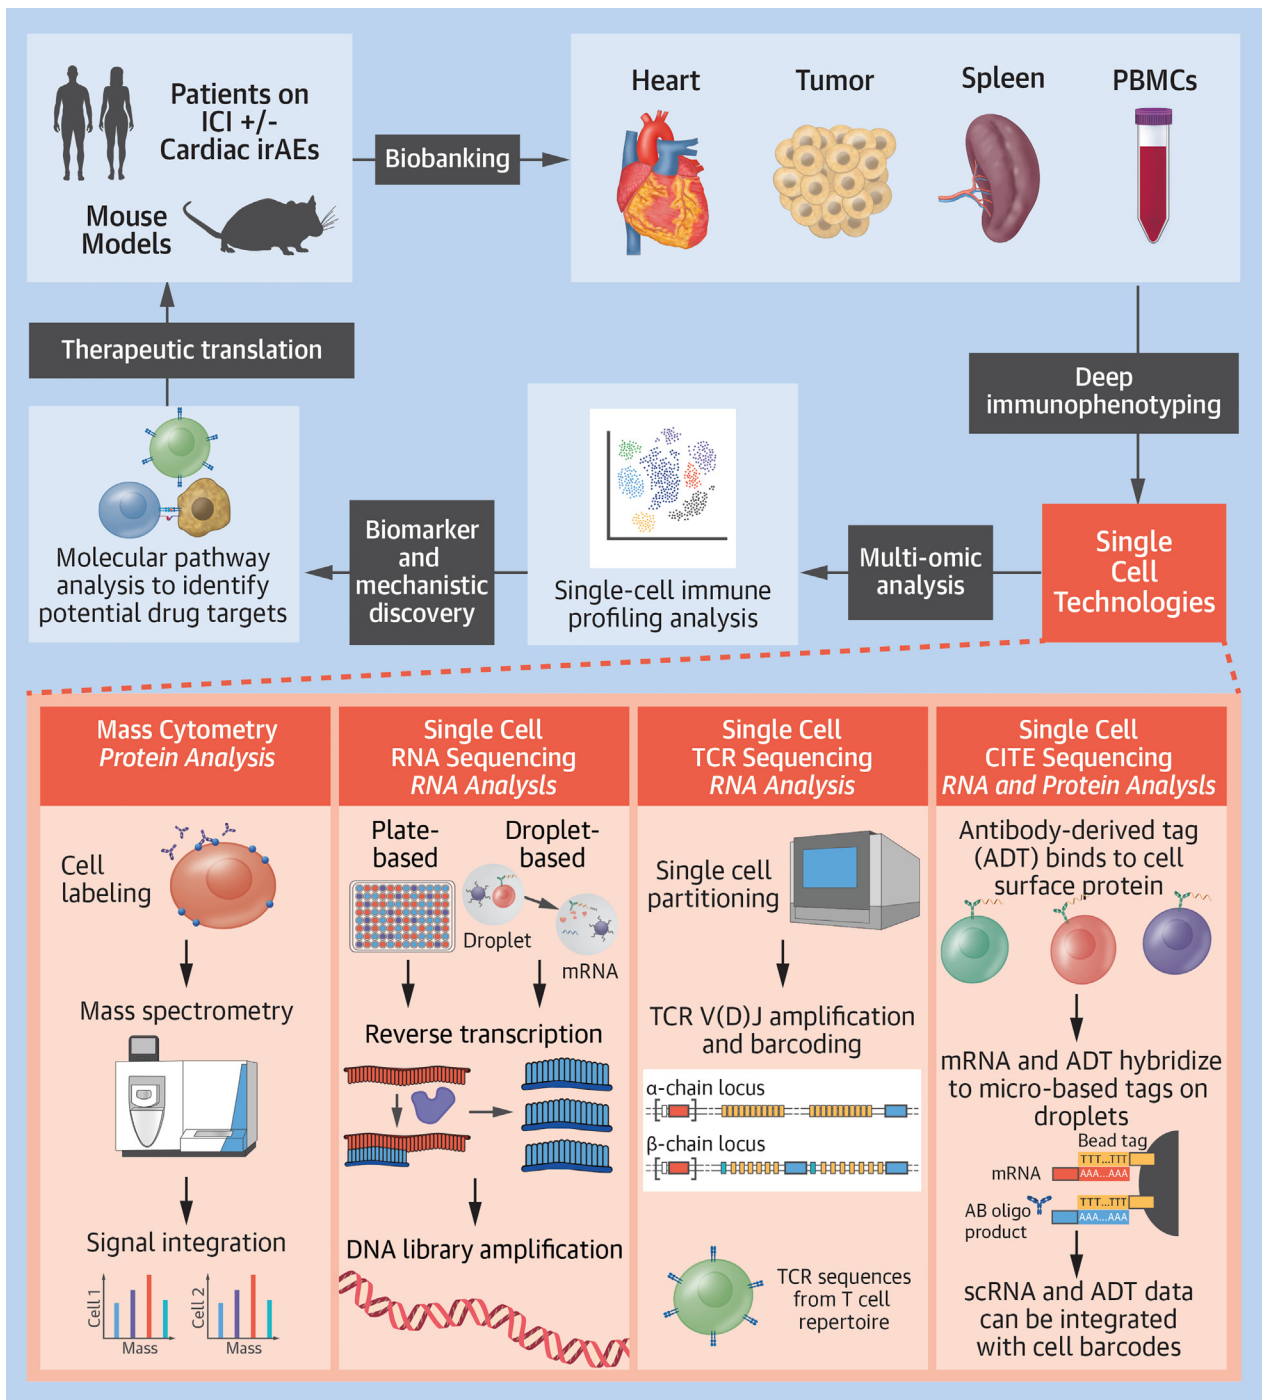 Patients on
ICI +/-
Cardiac irAEs
Mouse
Models
Biobanking
Heart
Tumor
Spleen
PBMCs
Deep
immunophenotyping
Single
Cell
Technologies
Multi-omic
analysis
Single-cell immune
profiling analysis
Biomarker
and
mechanistic
discovery
Molecular pathway
analysis to identify
potential drug targets
Therapeutic translation
Mass Cytometry
Protein Analysis
Cell
labeling
Mass spectrometry
Signal integration
Cell 1
Mass
Cell 2
Mass
Single Cell
RNA Sequencing
RNA Analysls
Plate-
based
Droplet-
based
Droplet
mRNA
Reverse transcription
DNA library amplification
Single Cell
TCR Sequencing
RNA Analysis
Single cell
partitioning
TCR V(D)J amplification
and barcoding
α-chain locus
β-chain locus
TCR sequences
from T cell
repertoire
Single Cell
CITE Sequencing
RNA and Protein Analysls
Antibody-derived tag
(ADT) binds to cell
surface protein
mRNA and ADT hybridize
to micro-based tags on
droplets
Bead tag
TTT...TTT
mRNA
AAA...AAA
TTT...TTT
AB oligo
product
AAA...AAA
scRNA and ADT data
can be integrated
with cell barcodes